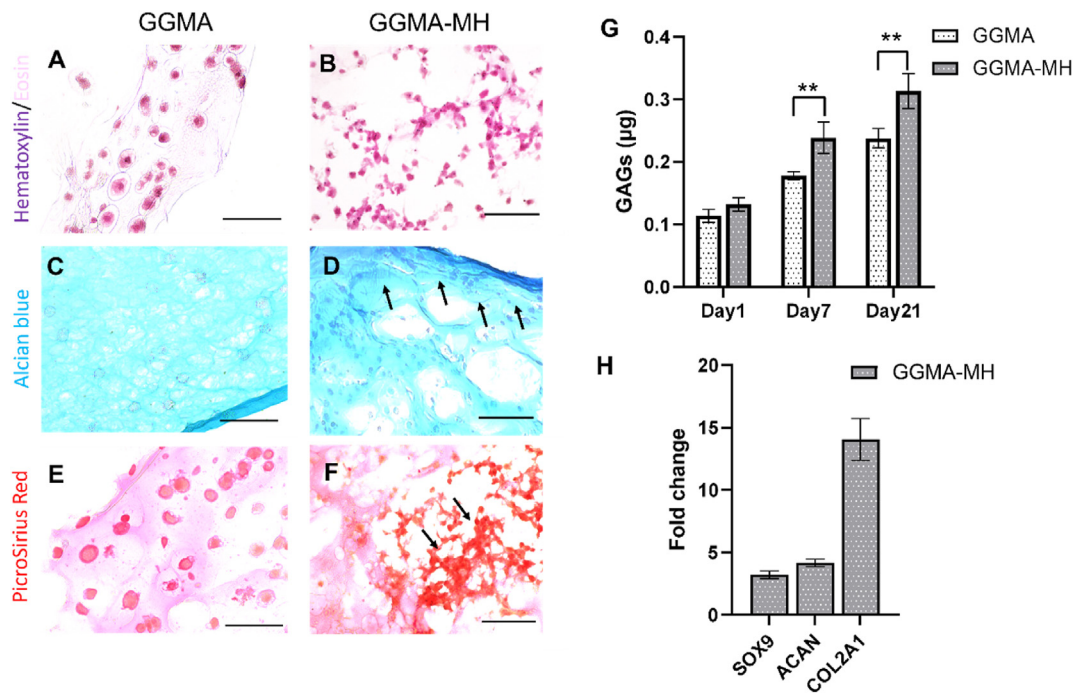 GGMA
GGMA-MH
Hematoxylin/Eosin
A
B
Alcian blue
C
D
PicroSirius Red
E
F
G
GAGs (µg)
0.4
0.3
0.2
0.1
0.0
**
**
GGMA
GGMA-MH
Day1
Day7
Day21
H
Fold change
20
15
10
5
0
GGMA-MH
SOX9
ACAN
COL2A1